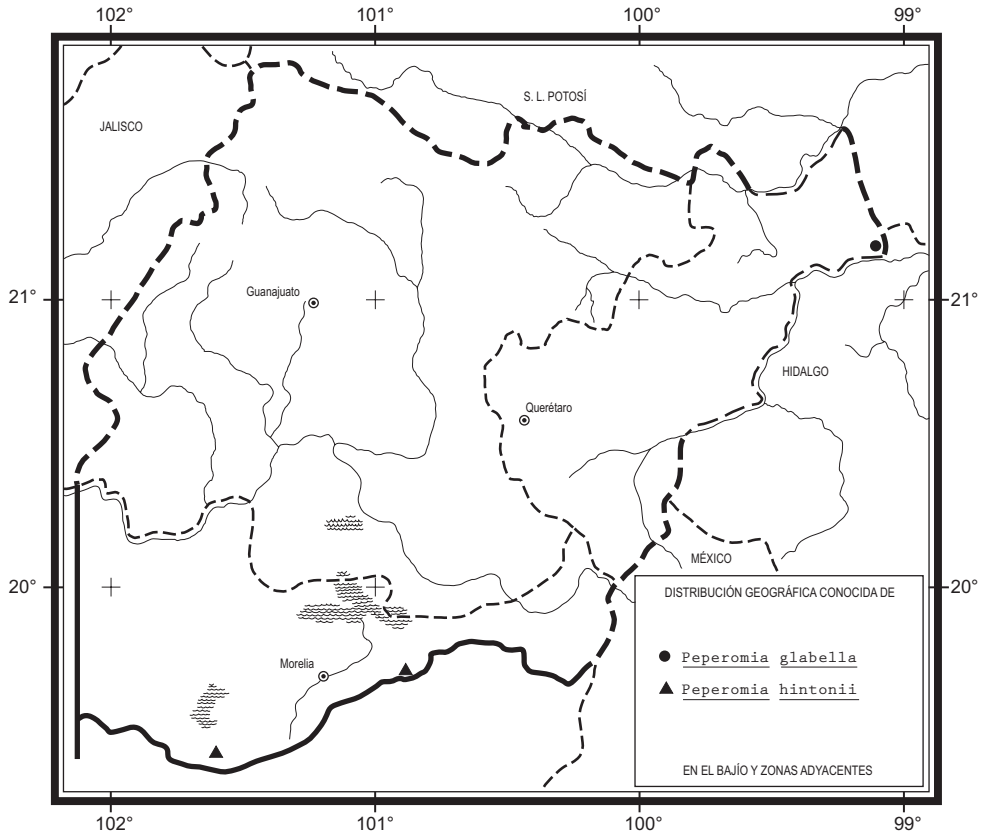 102° 101° 100° 99°
S. L. POTOSÍ
JALISCO
Guanajuato
21° 21°
HIDALGO
Querétaro
MÉXICO
20° 20°
DISTRIBUCIÓN GEOGRÁFICA CONOCIDA DE
Morelia
Peperomia glabella
Peperomia hintonii
EN EL BAJÍO Y ZONAS ADYACENTES
102° 101° 100° 99°